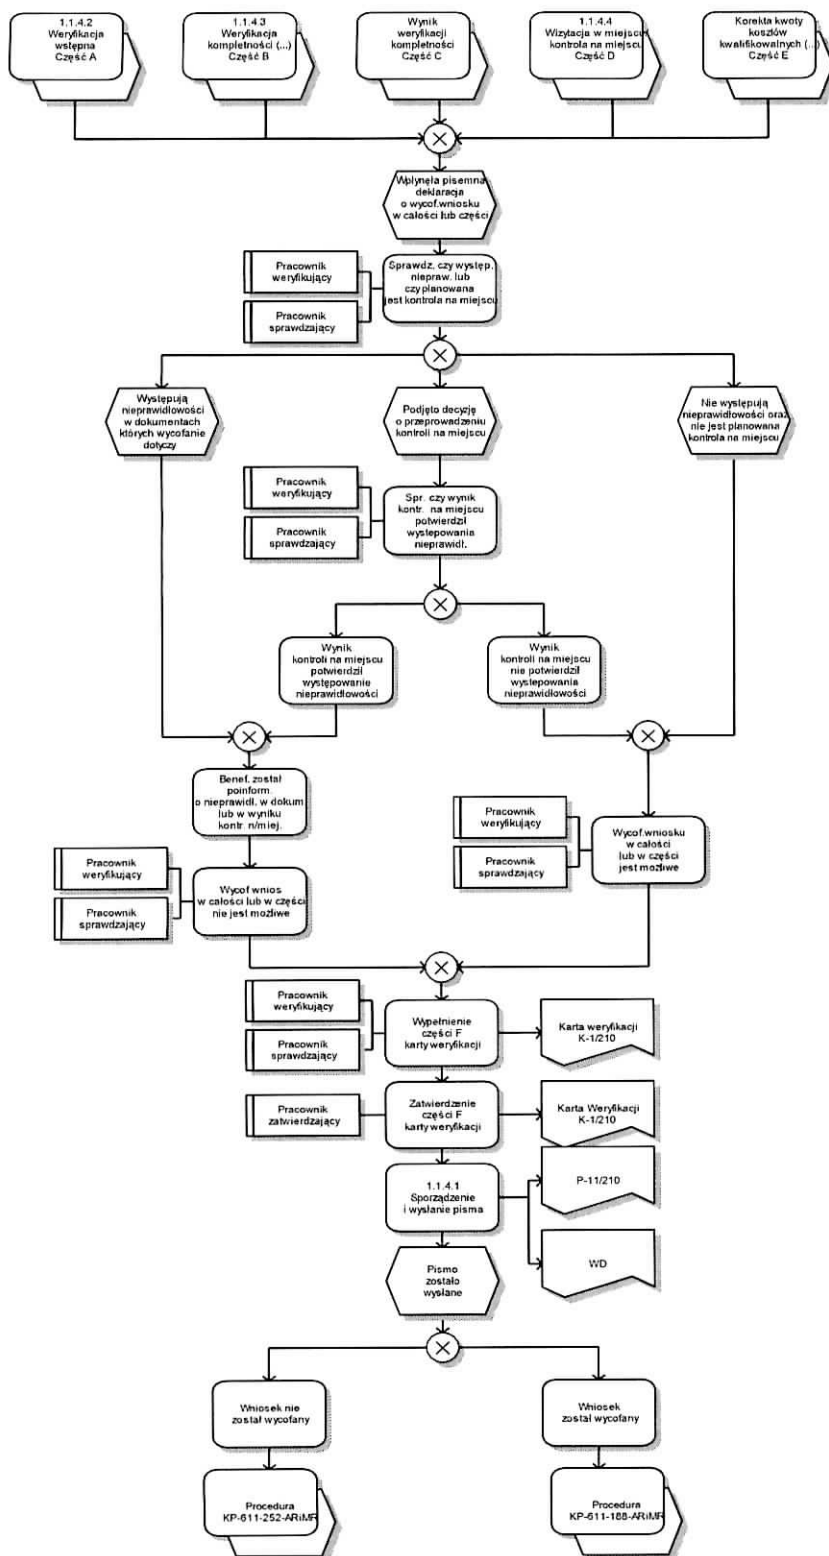 1.1.4.2
Weryfikacja
wstępna
Część A
1.1.4.3
Weryfikacja
kompletności (...)
Część B
Wynik
weryfikacji
kompletności
Część C
1.1.4.4
Wizytacja w miejscu/
kontrola na miejscu
Część D
Korekta kwoty
kosztów
kwalifikowalnych (...)
Część E
Wpłynęła pisemna
deklaracja
o wycof.wniosku
w całości lub części
Pracownik
weryfikujący
Pracownik
sprawdzający
Sprawdz, czy występ.
niepraw. lub
czy planowana
jest kontrola na miejscu
Występują
nieprawidłowości
w dokumentach
których wycofanie
dotyczy
Podjęto decyzję
o przeprowadzeniu
kontroli na miejscu
Nie występują
nieprawidłowości oraz
nie jest planowana
kontrola na miejscu
Pracownik
weryfikujący
Pracownik
sprawdzający
Spr. czy wynik
kontr. na miejscu
potwierdził
wystepowania
nieprawidł.
Wynik
kontroli na miejscu
potwierdził
występowanie
nieprawidłowości
Wynik
kontroli na miejscu
nie potwierdził
wystepowania
nieprawidłowości
Benef. został
poinform.
o nieprawidł. w dokum.
lub w wyniku
kontr. n/miej.
Pracownik
weryfikujący
Pracownik
sprawdzający
Wycof.wniosku
w całości
lub w części
jest możliwe
Pracownik
weryfikujący
Pracownik
sprawdzający
Wycof.wnios
w całości lub w części
nie jest możliwe
Pracownik
weryfikujący
Pracownik
sprawdzający
Wypełnienie
części F
karty weryfikacji
Karta weryfikacji
K-1/210
Pracownik
zatwierdzający
Zatwierdzenie
części F
karty weryfikacji
Karta Weryfikacji
K-1/210
1.1.4.1
Sporządzenie
i wysłanie pisma
P-11/210
WD
Pismo
zostało
wysłane
Wniosek nie
został wycofany
Wniosek
został wycofany
Procedura
KP-611-252-ARiMR
Procedura
KP-611-188-ARiMR